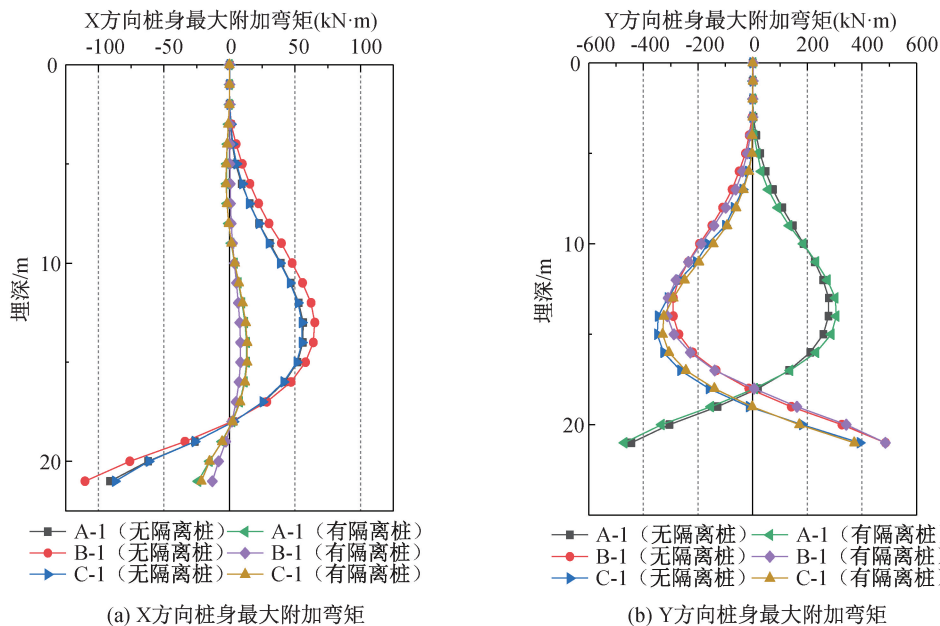 X方向桩身最大附加弯矩(kN·m)
-100 -50 0 50 100
0
10
20
埋深/m
A-1（无隔离桩） A-1（有隔离桩）
B-1（无隔离桩） B-1（有隔离桩）
C-1（无隔离桩） C-1（有隔离桩）
(a) X方向桩身最大附加弯矩
Y方向桩身最大附加弯矩(kN·m)
-600 -400 -200 0 200 400 600
0
10
20
埋深/m
A-1（无隔离桩） A-1（有隔离桩）
B-1（无隔离桩） B-1（有隔离桩）
C-1（无隔离桩） C-1（有隔离桩）
(b) Y方向桩身最大附加弯矩